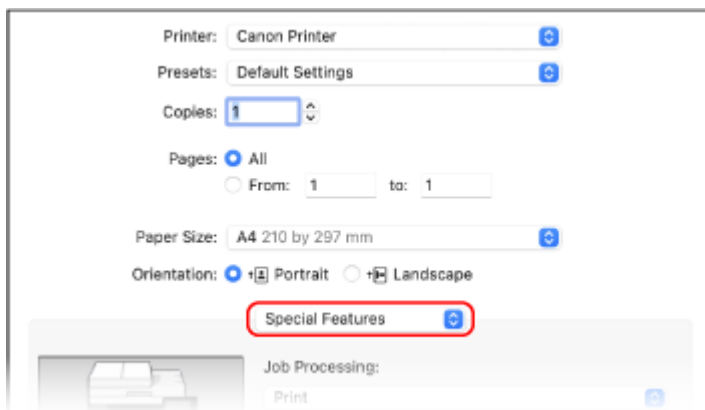 Printer: Canon Printer
Presets: Default Settings
Copies: 1
Pages: All
From: 1 to: 1
Paper Size: A4 210 by 297 mm
Orientation: Portrait Landscape
Special Features
Job Processing:
Print